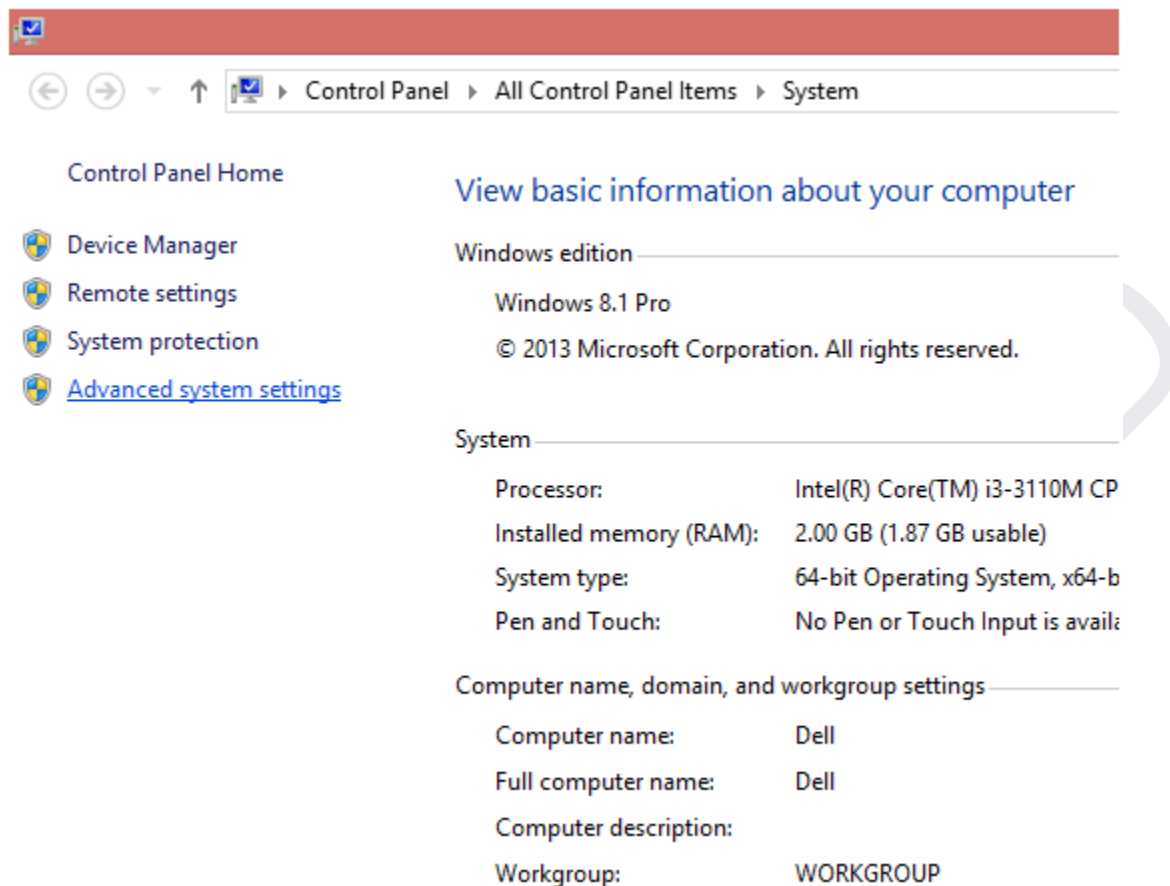 Control Panel ▸ All Control Panel Items ▸ System
Control Panel Home
Device Manager
Remote settings
System protection
Advanced system settings
View basic information about your computer
Windows edition
Windows 8.1 Pro
© 2013 Microsoft Corporation. All rights reserved.
System
Processor: Intel(R) Core(TM) i3-3110M CP
Installed memory (RAM): 2.00 GB (1.87 GB usable)
System type: 64-bit Operating System, x64-b
Pen and Touch: No Pen or Touch Input is availa
Computer name, domain, and workgroup settings
Computer name: Dell
Full computer name: Dell
Computer description:
Workgroup: WORKGROUP